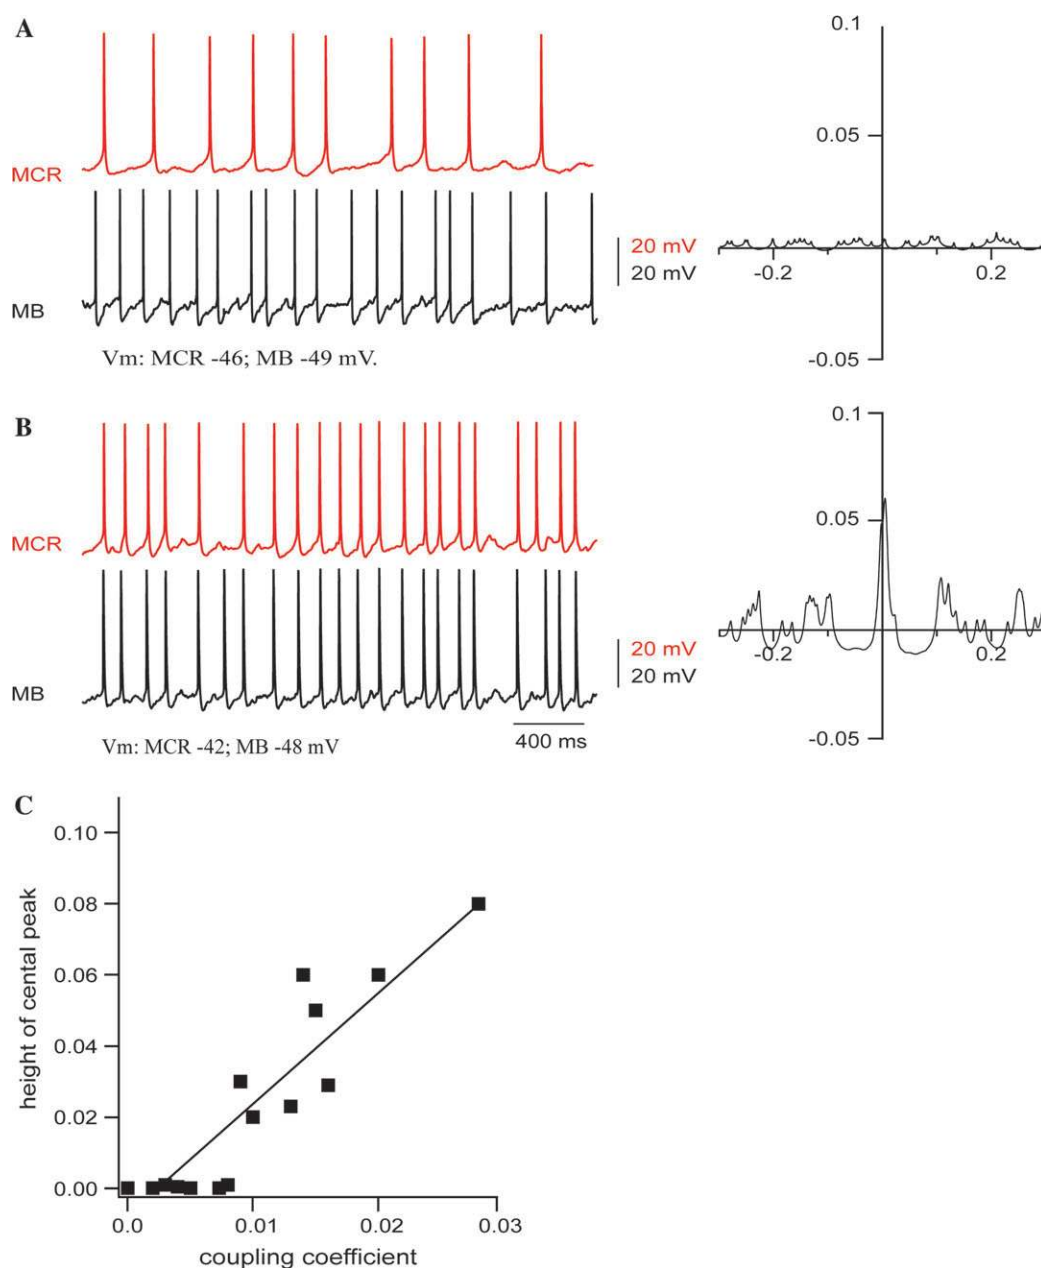 A
MCR
MB
20 mV
20 mV
Vm: MCR -46; MB -49 mV.
0.1
0.05
-0.2
0.2
-0.05
B
MCR
MB
20 mV
20 mV
400 ms
Vm: MCR -42; MB -48 mV
0.1
0.05
-0.2
0.2
-0.05
C
height of cental peak
0.10
0.08
0.06
0.04
0.02
0.00
0.0
0.01
0.02
0.03
coupling coefficient